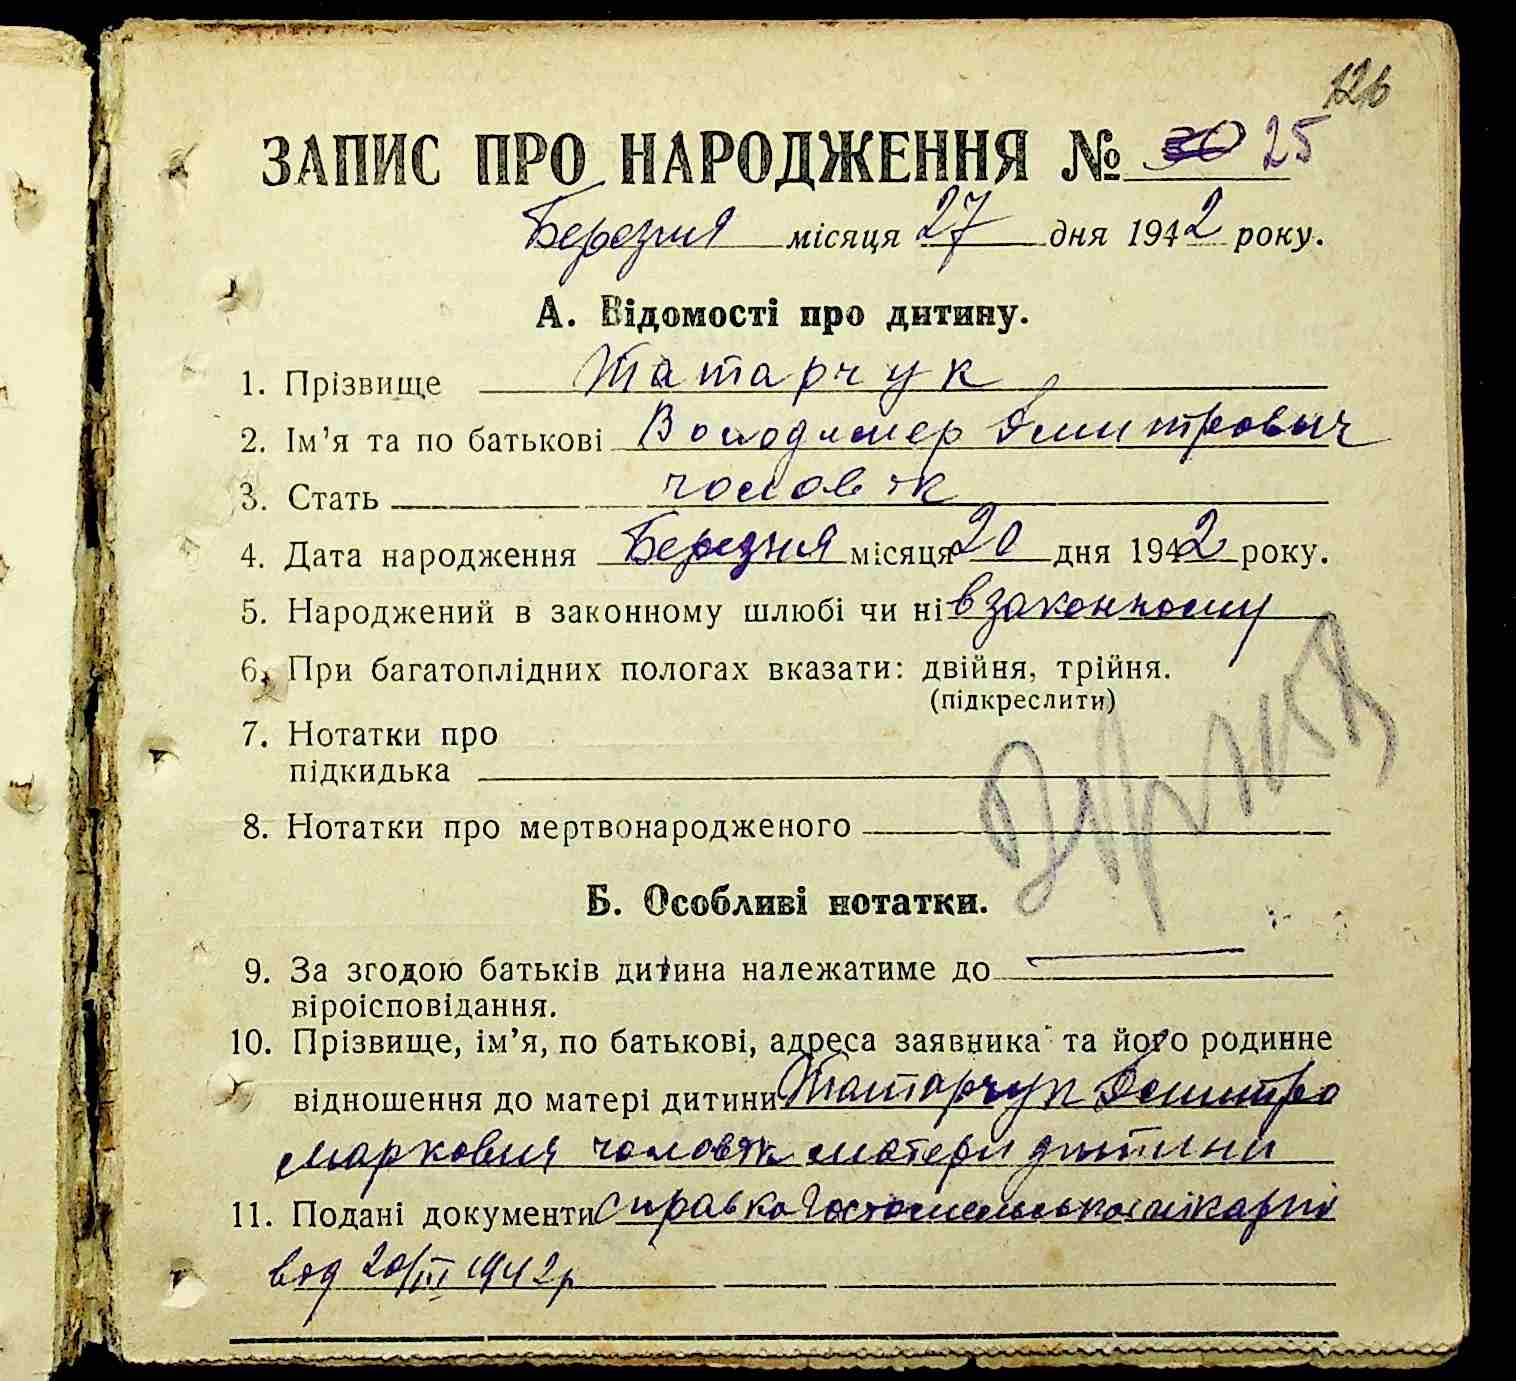 126
ЗАПИС ПРО НАРОДЖЕННЯ № 30 25
Березня місяця 27 дня 1942 року.
А. Відомості про дитину.
1. Прізвище Татарчук
2. Ім'я та по батькові Володимер Дмитрович
3. Стать чоловік
4. Дата народження Березня місяця 20 дня 1942 року.
5. Народжений в законному шлюбі чи ні в законному
6. При багатоплідних пологах вказати: двійня, трійня.
(підкреслити)
7. Нотатки про
підкидька
8. Нотатки про мертвонародженого
Б. Особливі нотатки.
9. За згодою батьків дитина належатиме до
віроісповідання.
10. Прізвище, ім'я, по батькові, адреса заявника та його родинне
відношення до матері дитини Татарчук Дмитро
Маркович чоловік матери дитини
11. Подані документи справка Гостомельської лікарні
від 20/III 1942р